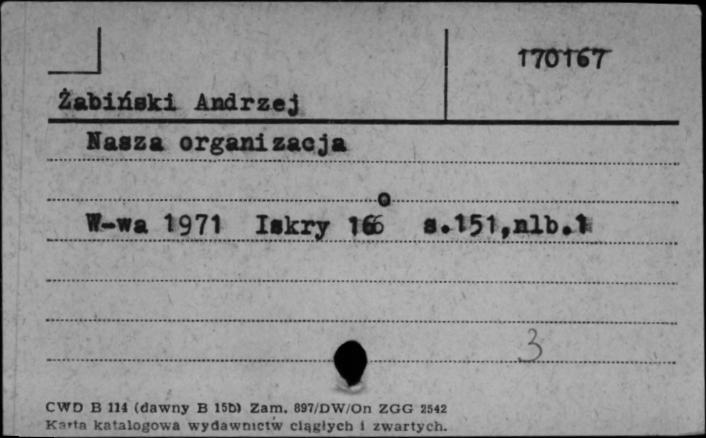 170167
Żabiński Andrzej
Nasza organizacja
W-wa 1971 Iskry 16° s.151,nlb.1
3
CWD B 114 (dawny B 15b) Zam. 897/DW/On ZGG 2542
Karta katalogowa wydawnictw ciągłych i zwartych.